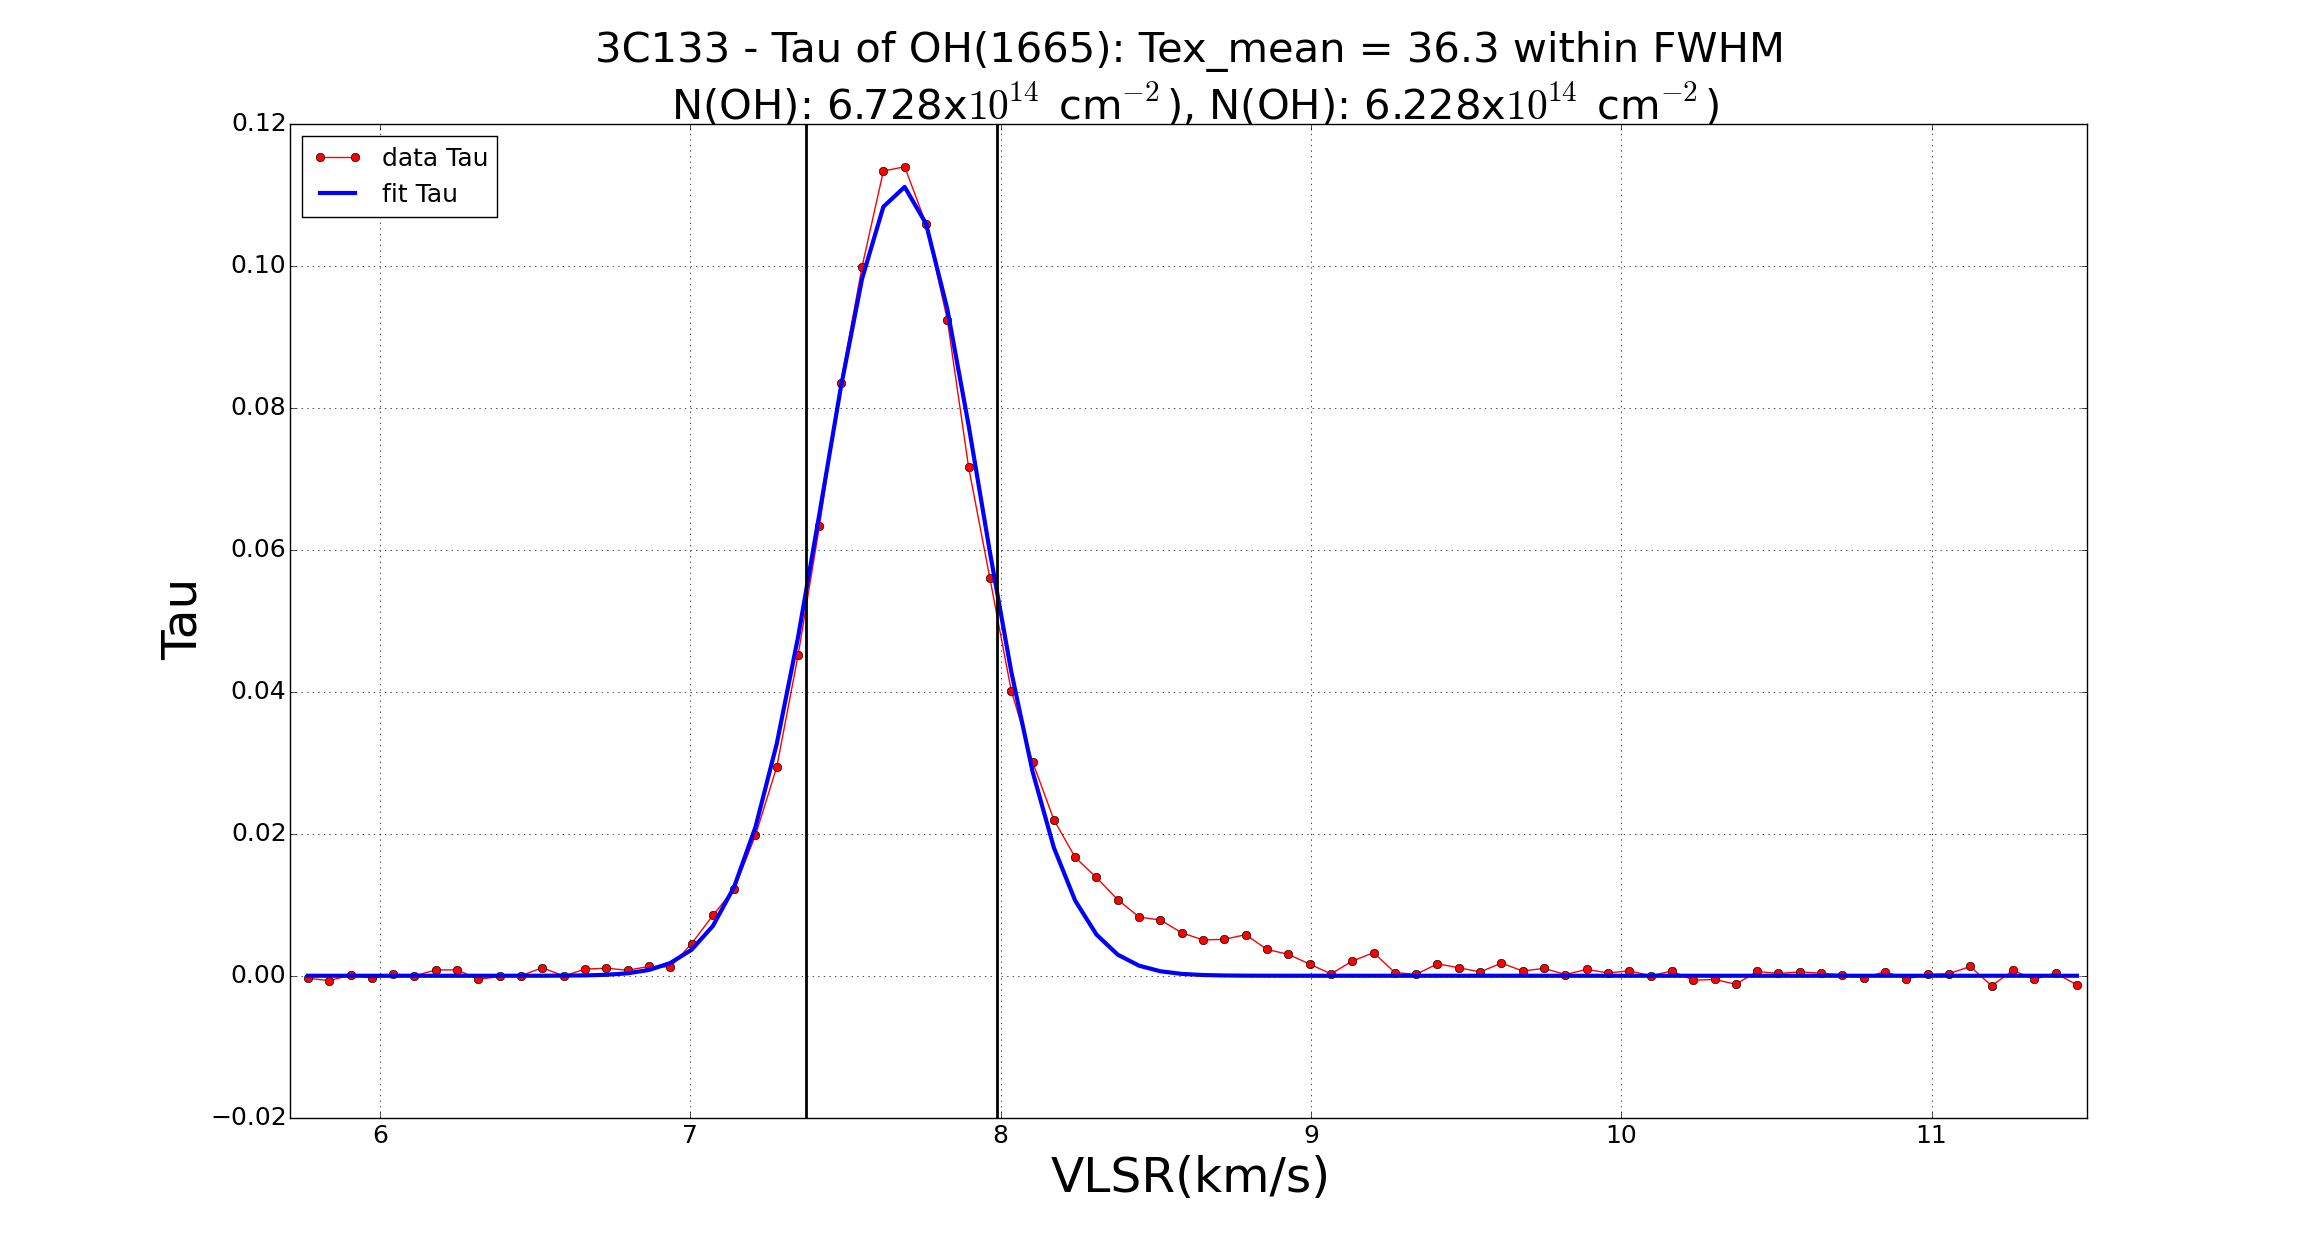 3C133 - Tau of OH(1665): Tex_mean = 36.3 within FWHM
N(OH): 6.728x10^14 cm^−2), N(OH): 6.228x10^14 cm^−2)
data Tau
fit Tau
0.12
0.10
0.08
0.06
0.04
0.02
0.00
−0.02
Tau
6 7 8 9 10 11
VLSR(km/s)